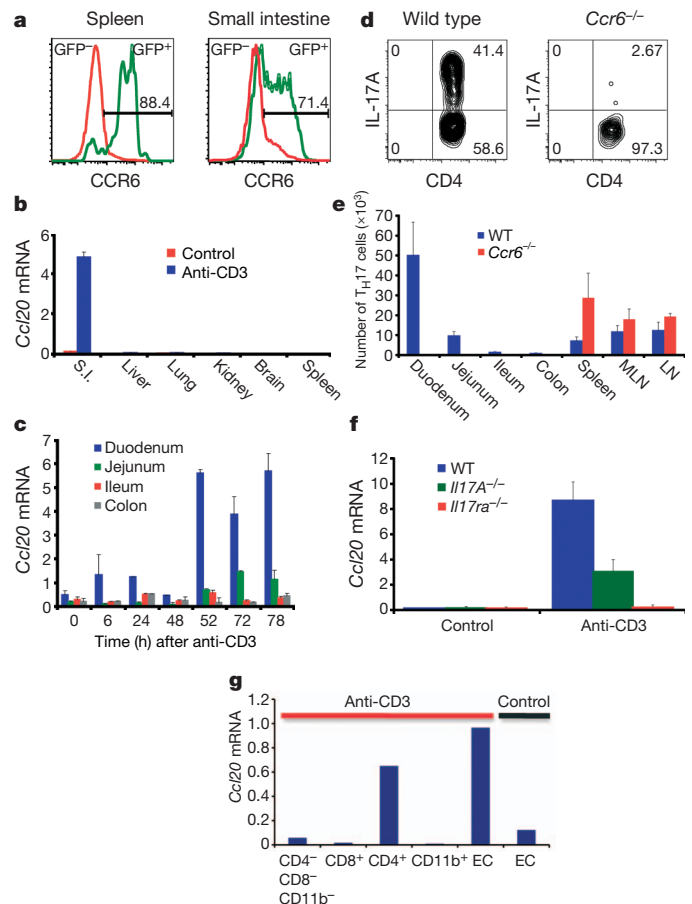 a
Spleen
Small intestine
GFP⁻ GFP⁺
88.4
CCR6
GFP⁻ GFP⁺
71.4
CCR6
b
Ccl20 mRNA
6
4
2
0
Control
Anti-CD3
S.I. Liver Lung Kidney Brain Spleen
c
Ccl20 mRNA
7
6
5
4
3
2
1
0
Duodenum
Jejunum
Ileum
Colon
0 6 24 48 52 72 78
Time (h) after anti-CD3
d
Wild type
Ccr6⁻/⁻
IL-17A
0 41.4
0 58.6
CD4
IL-17A
0 2.67
0 97.3
CD4
e
Number of TH17 cells (×10³)
70
60
50
40
30
20
10
0
WT
Ccr6⁻/⁻
Duodenum Jejunum Ileum Colon Spleen MLN LN
f
Ccl20 mRNA
12
10
8
6
4
2
0
WT
Il17A⁻/⁻
Il17ra⁻/⁻
Control Anti-CD3
g
Ccl20 mRNA
1.2
1.0
0.8
0.6
0.4
0.2
0
Anti-CD3 Control
CD4⁻ CD8⁺ CD4⁺ CD11b⁺ EC EC
CD8⁻
CD11b⁻